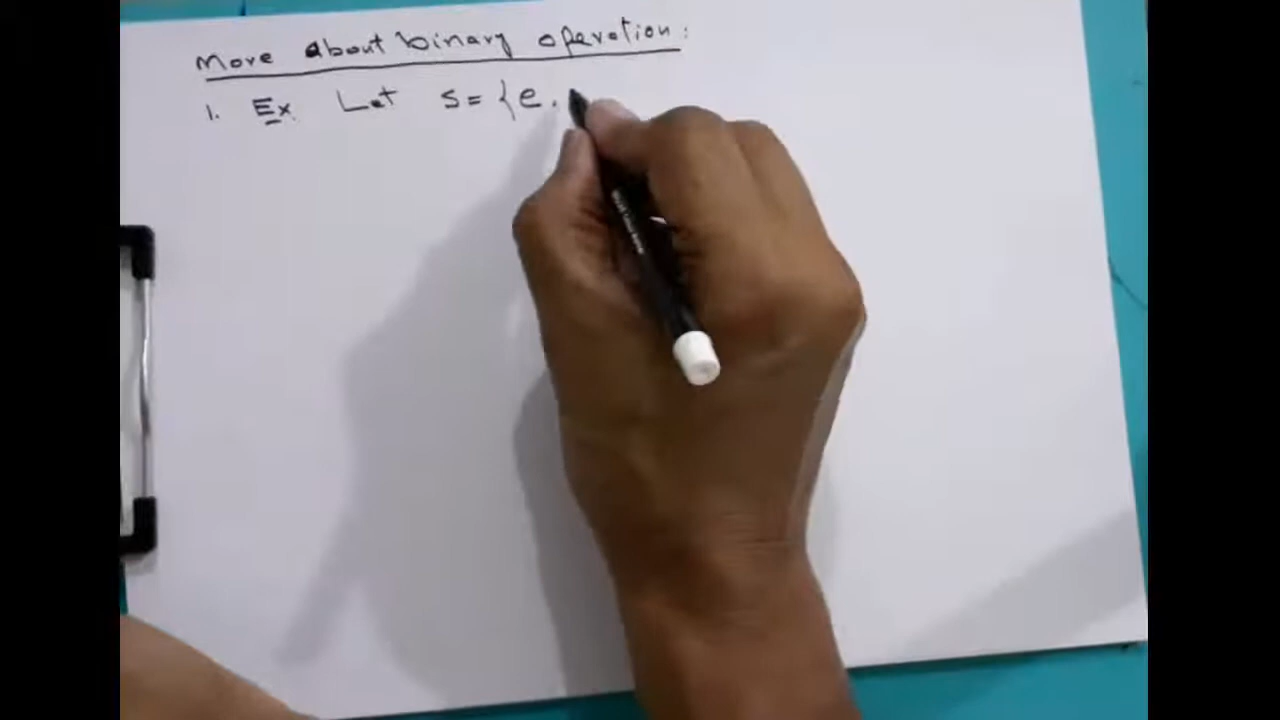 More about binary operation:
1. Ex. Let S = {e,